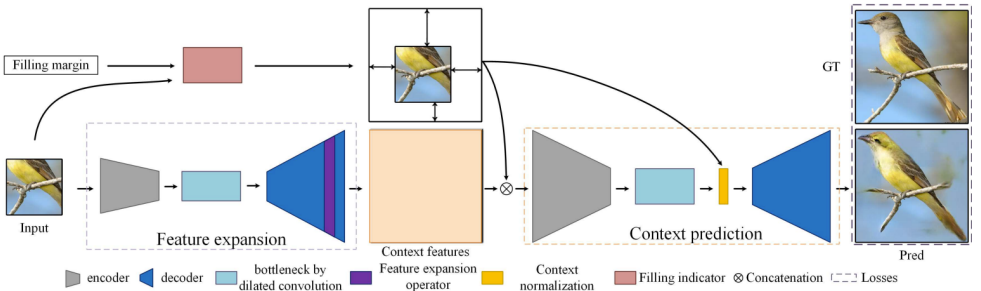 GT
Filling margin
Input
Feature expansion
Context features
Context prediction
Pred
encoder
decoder
bottleneck by
dilated convolution
Feature expansion
operator
Context
normalization
Filling indicator
Concatenation
Losses